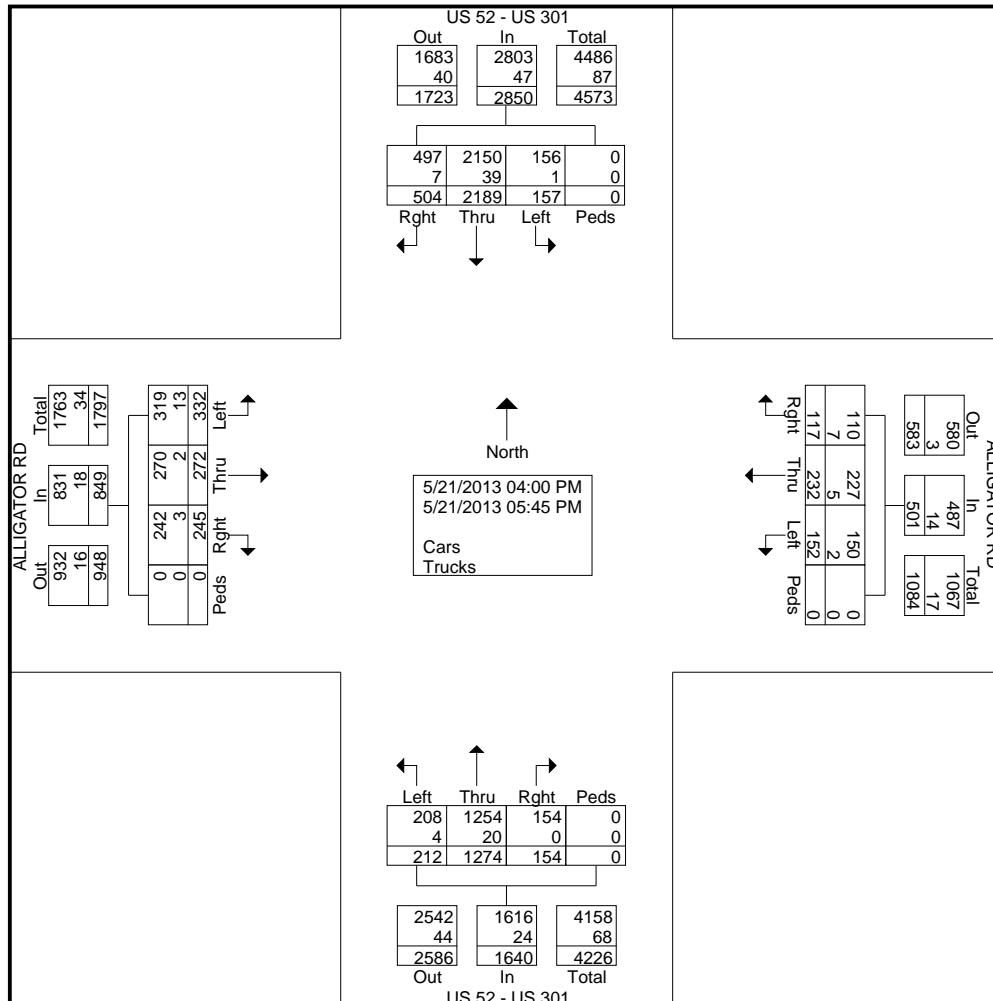 US 52 - US 301
Out In Total
1683 2803 4486
40 47 87
1723 2850 4573
497 2150 156 0
7 39 1 0
504 2189 157 0
Rght Thru Left Peds
ALLIGATOR RD
Total In Out
1763 831 932
34 18 16
1797 849 948
319 270 242 0
13 2 3 0
332 272 245 0
Left Thru Rght Peds
North
5/21/2013 04:00 PM
5/21/2013 05:45 PM
Cars
Trucks
Rght Thru Left Peds
117 232 152 0
7 5 2 0
110 227 150 0
583 501 1084
3 14 17
580 487 1067
Out In Total
ALLIGATOR RD
Left Thru Rght Peds
208 1254 154 0
4 20 0 0
212 1274 154 0
2542 1616 4158
44 24 68
2586 1640 4226
Out In Total
US 52 - US 301